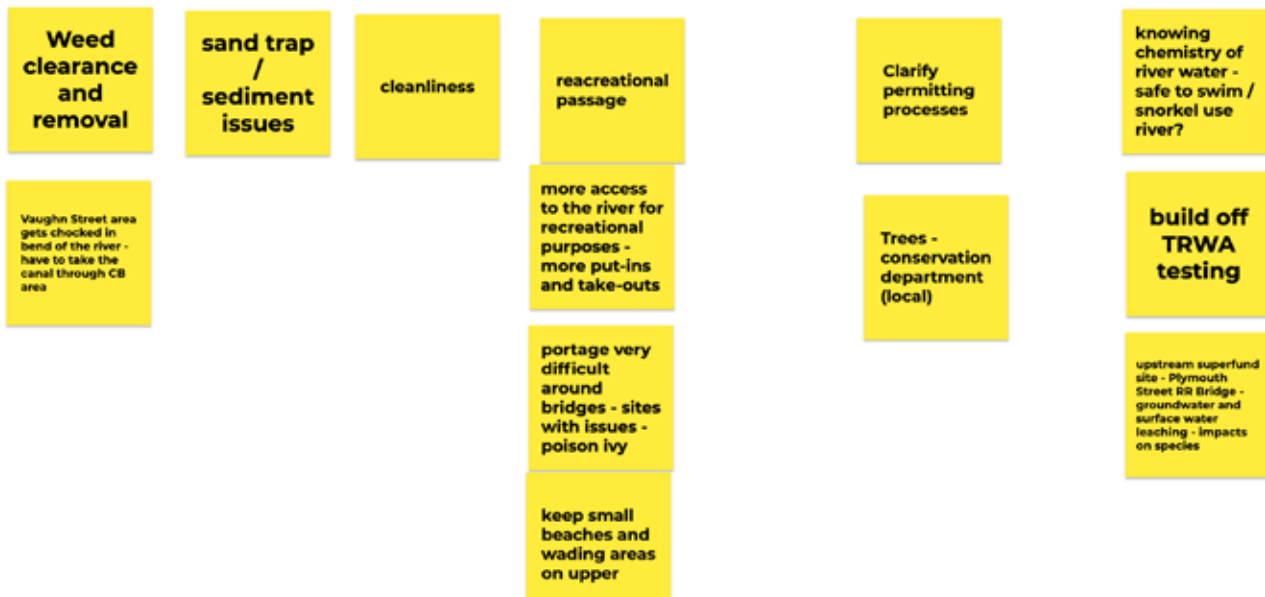 Weed
clearance
and
removal
sand trap
/
sediment
issues
cleanliness
reacreational
passage
Clarify
permitting
processes
knowing
chemistry of
river water -
safe to swim /
snorkel use
river?
Vaughn Street area
gets chocked in
bend of the river -
have to take the
canal through CB
area
more access
to the river for
recreational
purposes -
more put-ins
and take-outs
Trees -
conservation
department
(local)
build off
TRWA
testing
portage very
difficult
around
bridges - sites
with issues -
poison ivy
upstream superfund
site - Plymouth
Street RR Bridge -
groundwater and
surface water
leaching - impacts
on species
keep small
beaches and
wading areas
on upper